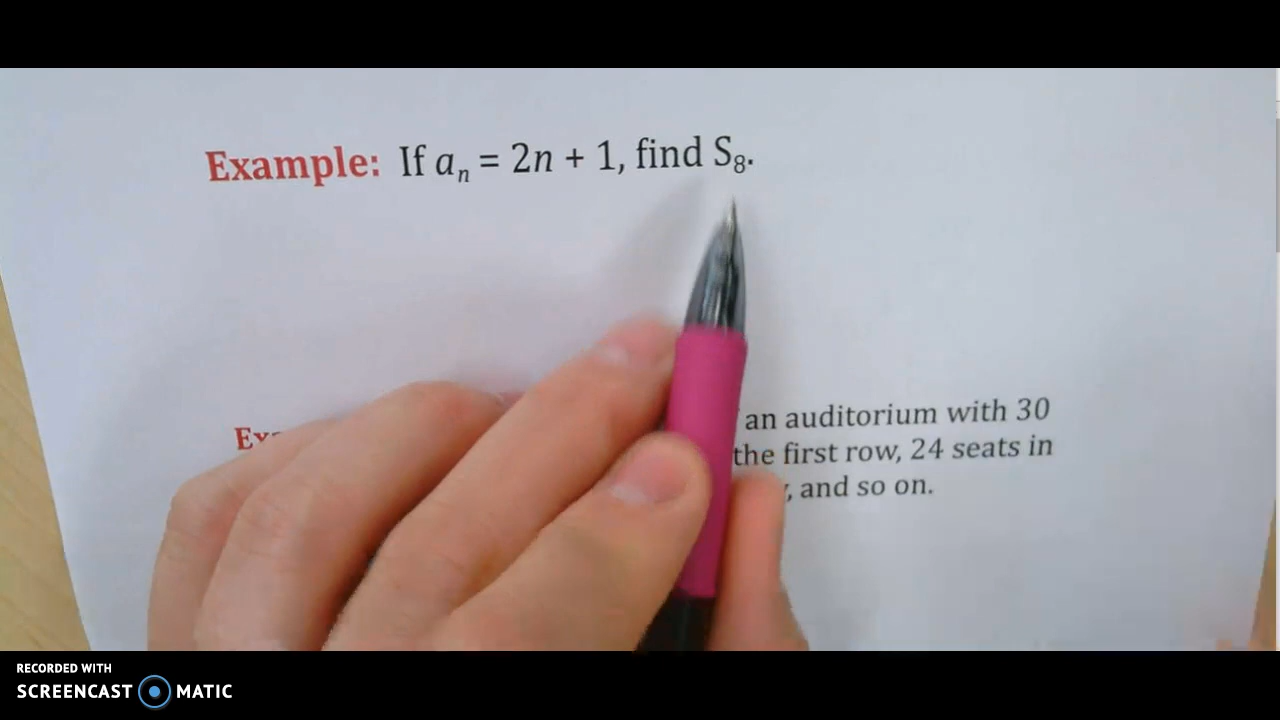 Example: If aₙ = 2n + 1, find S₈.
an auditorium with 30
the first row, 24 seats in
, and so on.
RECORDED WITH
SCREENCAST MATIC